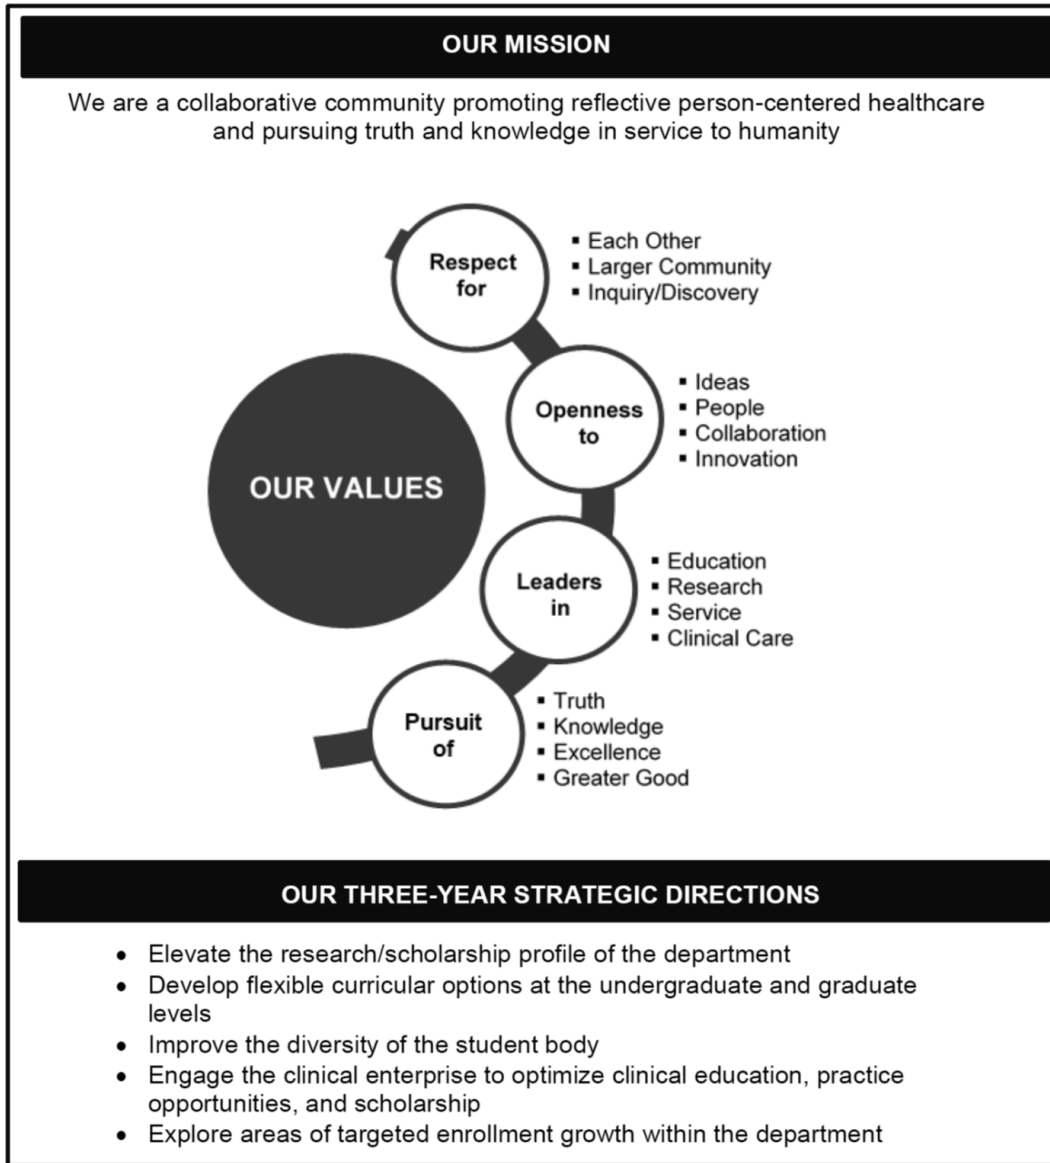 OUR MISSION
We are a collaborative community promoting reflective person-centered healthcare
and pursuing truth and knowledge in service to humanity
Respect
for
▪ Each Other
▪ Larger Community
▪ Inquiry/Discovery
Openness
to
▪ Ideas
▪ People
▪ Collaboration
▪ Innovation
OUR VALUES
Leaders
in
▪ Education
▪ Research
▪ Service
▪ Clinical Care
Pursuit
of
▪ Truth
▪ Knowledge
▪ Excellence
▪ Greater Good
OUR THREE-YEAR STRATEGIC DIRECTIONS
• Elevate the research/scholarship profile of the department
• Develop flexible curricular options at the undergraduate and graduate
levels
• Improve the diversity of the student body
• Engage the clinical enterprise to optimize clinical education, practice
opportunities, and scholarship
• Explore areas of targeted enrollment growth within the department